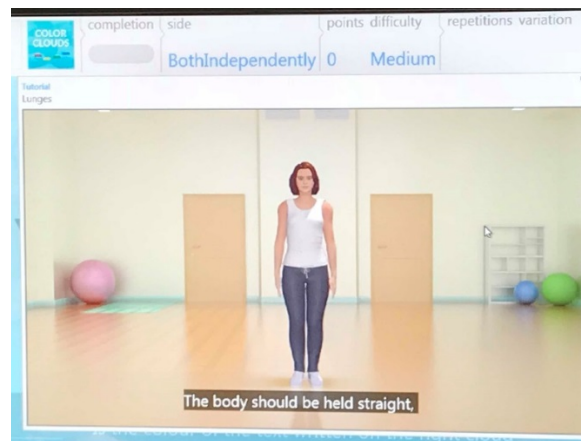 COLOR
CLOUDS
completion
side
points difficulty
repetitions variation
BothIndependently 0
Medium
Tutorial
Lunges
The body should be held straight,